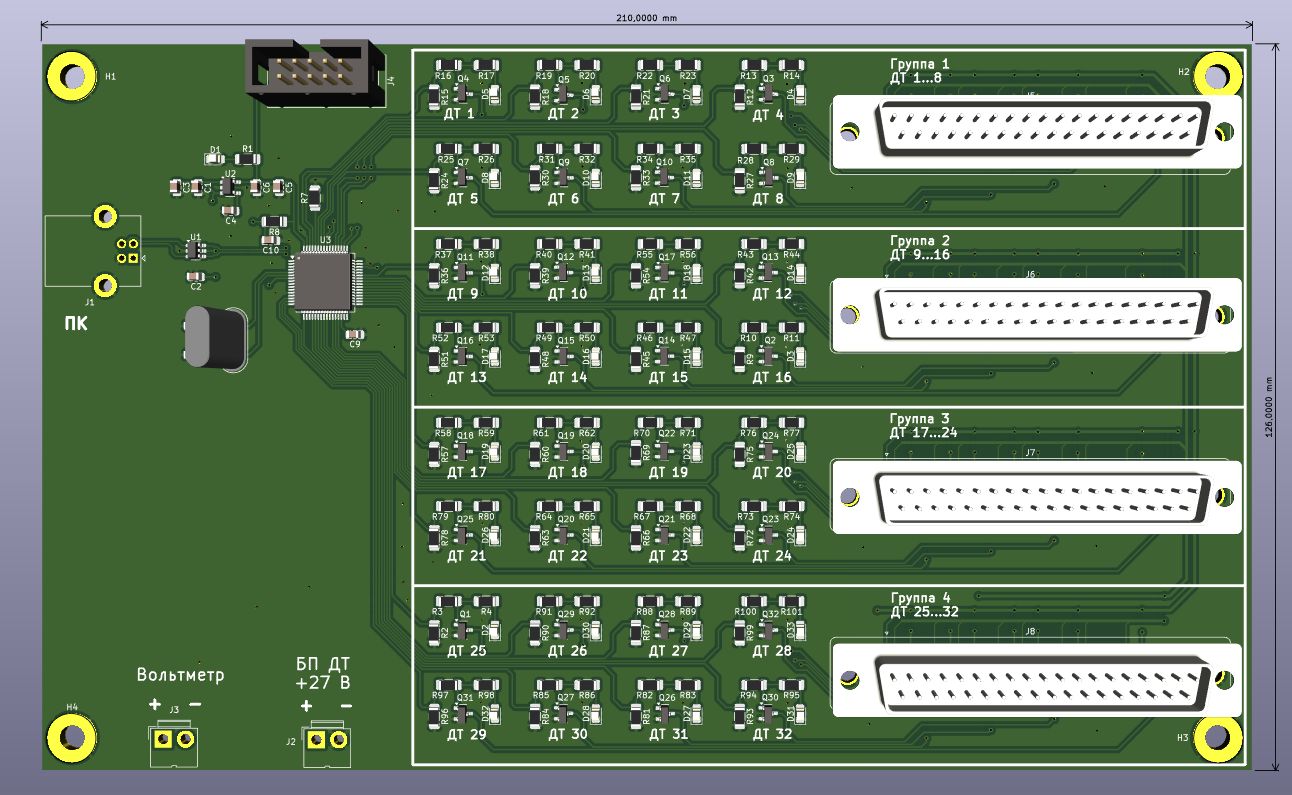 210,0000 mm
H1
J4
R16 Q4 R17
R15 D5
ДТ 1
R19 Q5 R20
R18 D6
ДТ 2
R22 Q6 R23
R21 D7
ДТ 3
R13 Q3 R14
R12 D4
ДТ 4
Группа 1
ДТ 1...8
H2
R25 Q7 R26
R24 D8
ДТ 5
R31 Q9 R32
R30 D10
ДТ 6
R34 Q10 R35
R33 D11
ДТ 7
R28 Q8 R29
R27 D9
ДТ 8
D1 R1
U2
C3 C1 C6 C5
C4
R7
R8
C10
U1
C2
U3
J1
ПК
C9
R37 Q11 R38
R36 D12
ДТ 9
R40 Q12 R41
R39 D13
ДТ 10
R55 Q17 R56
R54 D18
ДТ 11
R43 Q13 R44
R42 D14
ДТ 12
Группа 2
ДТ 9...16
J6
R52 Q16 R53
R51 D17
ДТ 13
R49 Q15 R50
R48 D16
ДТ 14
R46 Q14 R47
R45 D15
ДТ 15
R10 Q2 R11
R9 D3
ДТ 16
126,0000 mm
R58 Q18 R59
R57 D19
ДТ 17
R61 Q19 R62
R60 D20
ДТ 18
R70 Q22 R71
R69 D23
ДТ 19
R76 Q24 R77
R75 D25
ДТ 20
Группа 3
ДТ 17...24
J7
R79 Q25 R80
R78 D26
ДТ 21
R64 Q20 R65
R63 D21
ДТ 22
R67 Q21 R68
R66 D22
ДТ 23
R73 Q23 R74
R72 D24
ДТ 24
R3 Q1 R4
R2 D2
ДТ 25
R91 Q29 R92
R90 D30
ДТ 26
R88 Q28 R89
R87 D29
ДТ 27
R100 Q32 R101
R99 D33
ДТ 28
Группа 4
ДТ 25...32
J8
R97 Q31 R98
R96 D32
ДТ 29
R85 Q27 R86
R84 D28
ДТ 30
R82 Q26 R83
R81 D27
ДТ 31
R94 Q30 R95
R93 D31
ДТ 32
H3
Вольтметр
+ −
J3
БП ДТ
+27 В
+ −
J2
H4